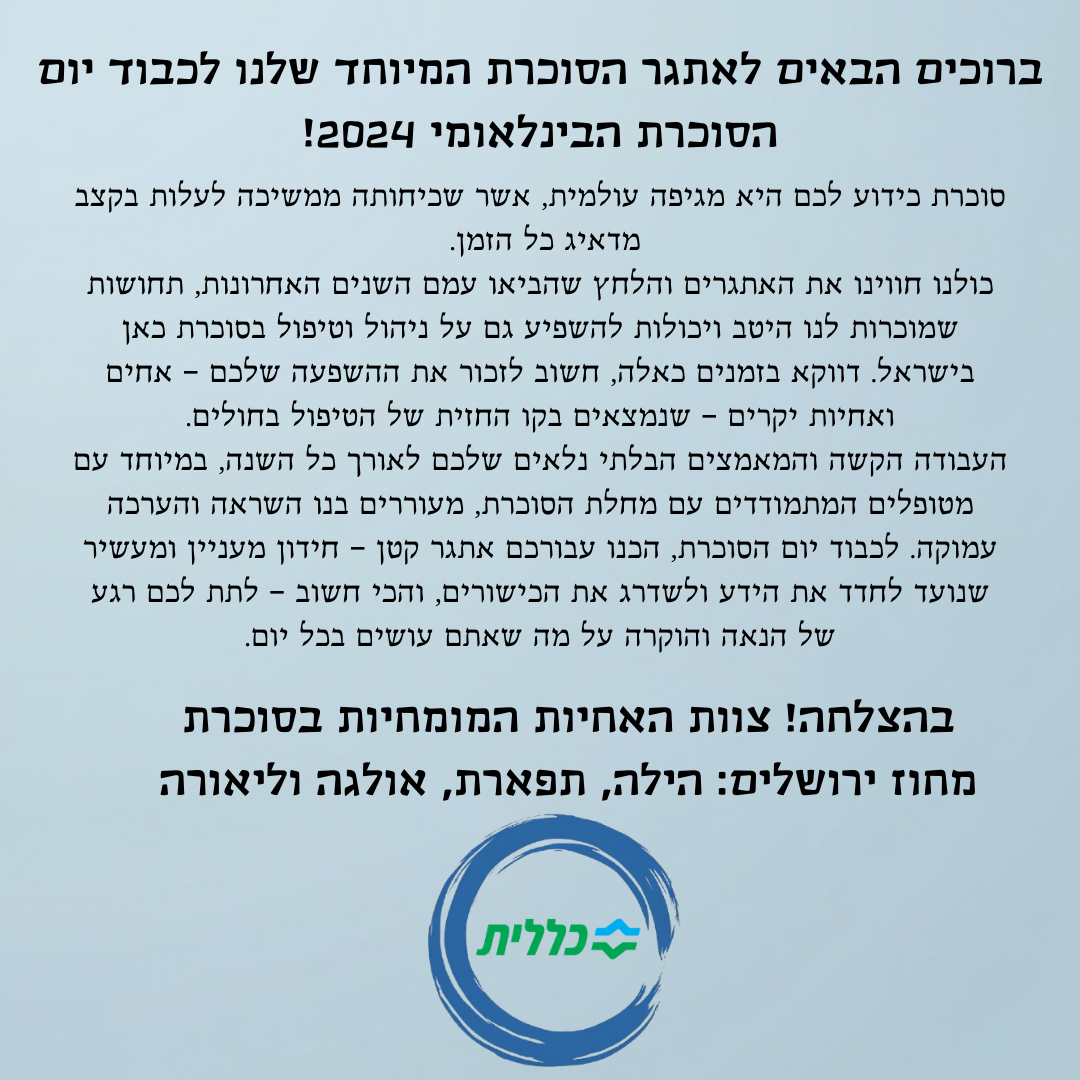 ברוכים הבאים לאתגר הסוכרת המיוחד שלנו לכבוד יום
הסוכרת הבינלאומי 2024!
סוכרת כידוע לכם היא מגיפה עולמית, אשר שכיחותה ממשיכה לעלות בקצב
מדאיג כל הזמן.
כולנו חווינו את האתגרים והלחץ שהביאו עמם השנים האחרונות, תחושות
שמוכרות לנו היטב ויכולות להשפיע גם על ניהול וטיפול בסוכרת כאן
בישראל. דווקא בזמנים כאלה, חשוב לזכור את ההשפעה שלכם – אחים
ואחיות יקרים – שנמצאים בקו החזית של הטיפול בחולים.
העבודה הקשה והמאמצים הבלתי נלאים שלכם לאורך כל השנה, במיוחד עם
מטופלים המתמודדים עם מחלת הסוכרת, מעוררים בנו השראה והערכה
עמוקה. לכבוד יום הסוכרת, הכנו עבורכם אתגר קטן – חידון מעניין ומעשיר
שנועד לחדד את הידע ולשדרג את הכישורים, והכי חשוב – לתת לכם רגע
של הנאה והוקרה על מה שאתם עושים בכל יום.
בהצלחה! צוות האחיות המומחיות בסוכרת
מחוז ירושלים: הילה, תפארת, אולגה וליאורה
כללית